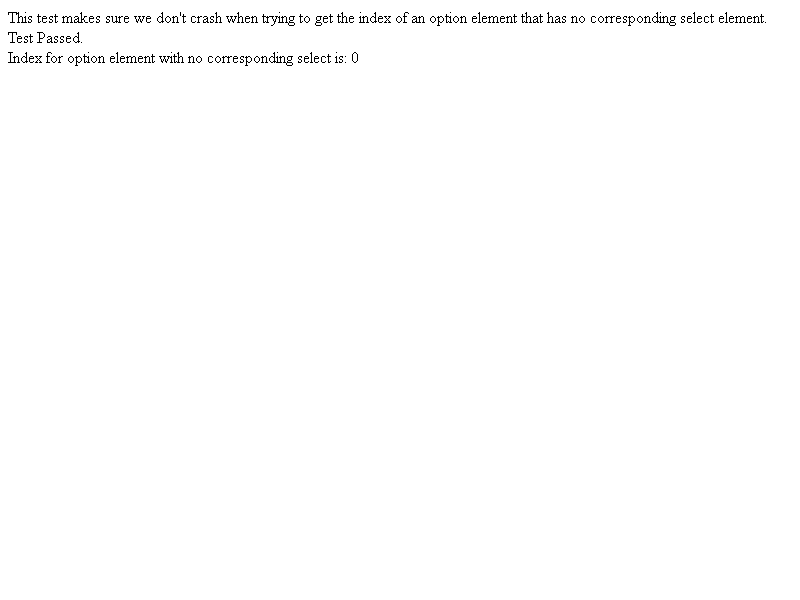 This test makes sure we don't crash when trying to get the index of an option element that has no corresponding select element.
Test Passed.
Index for option element with no corresponding select is: 0